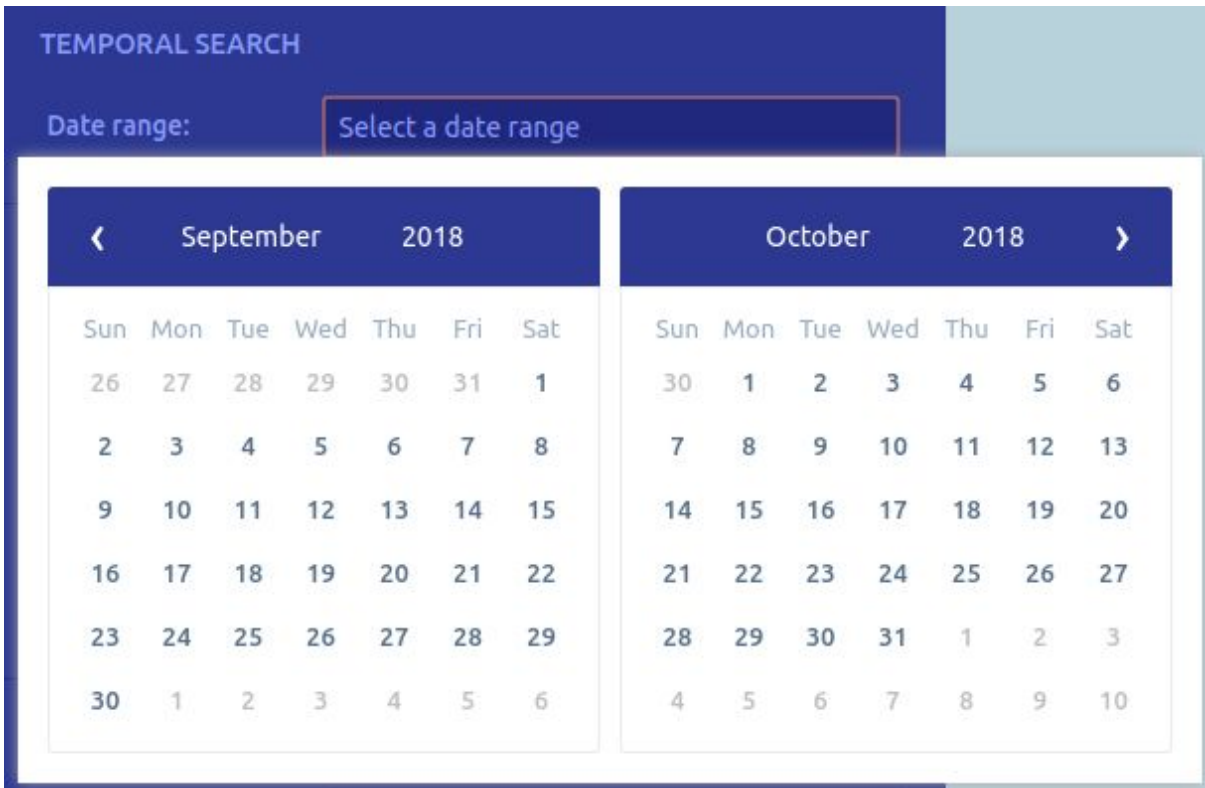 TEMPORAL SEARCH
Date range: Select a date range
‹ September 2018
Sun Mon Tue Wed Thu Fri Sat
26 27 28 29 30 31 1
2 3 4 5 6 7 8
9 10 11 12 13 14 15
16 17 18 19 20 21 22
23 24 25 26 27 28 29
30 1 2 3 4 5 6
October 2018 ›
Sun Mon Tue Wed Thu Fri Sat
30 1 2 3 4 5 6
7 8 9 10 11 12 13
14 15 16 17 18 19 20
21 22 23 24 25 26 27
28 29 30 31 1 2 3
4 5 6 7 8 9 10